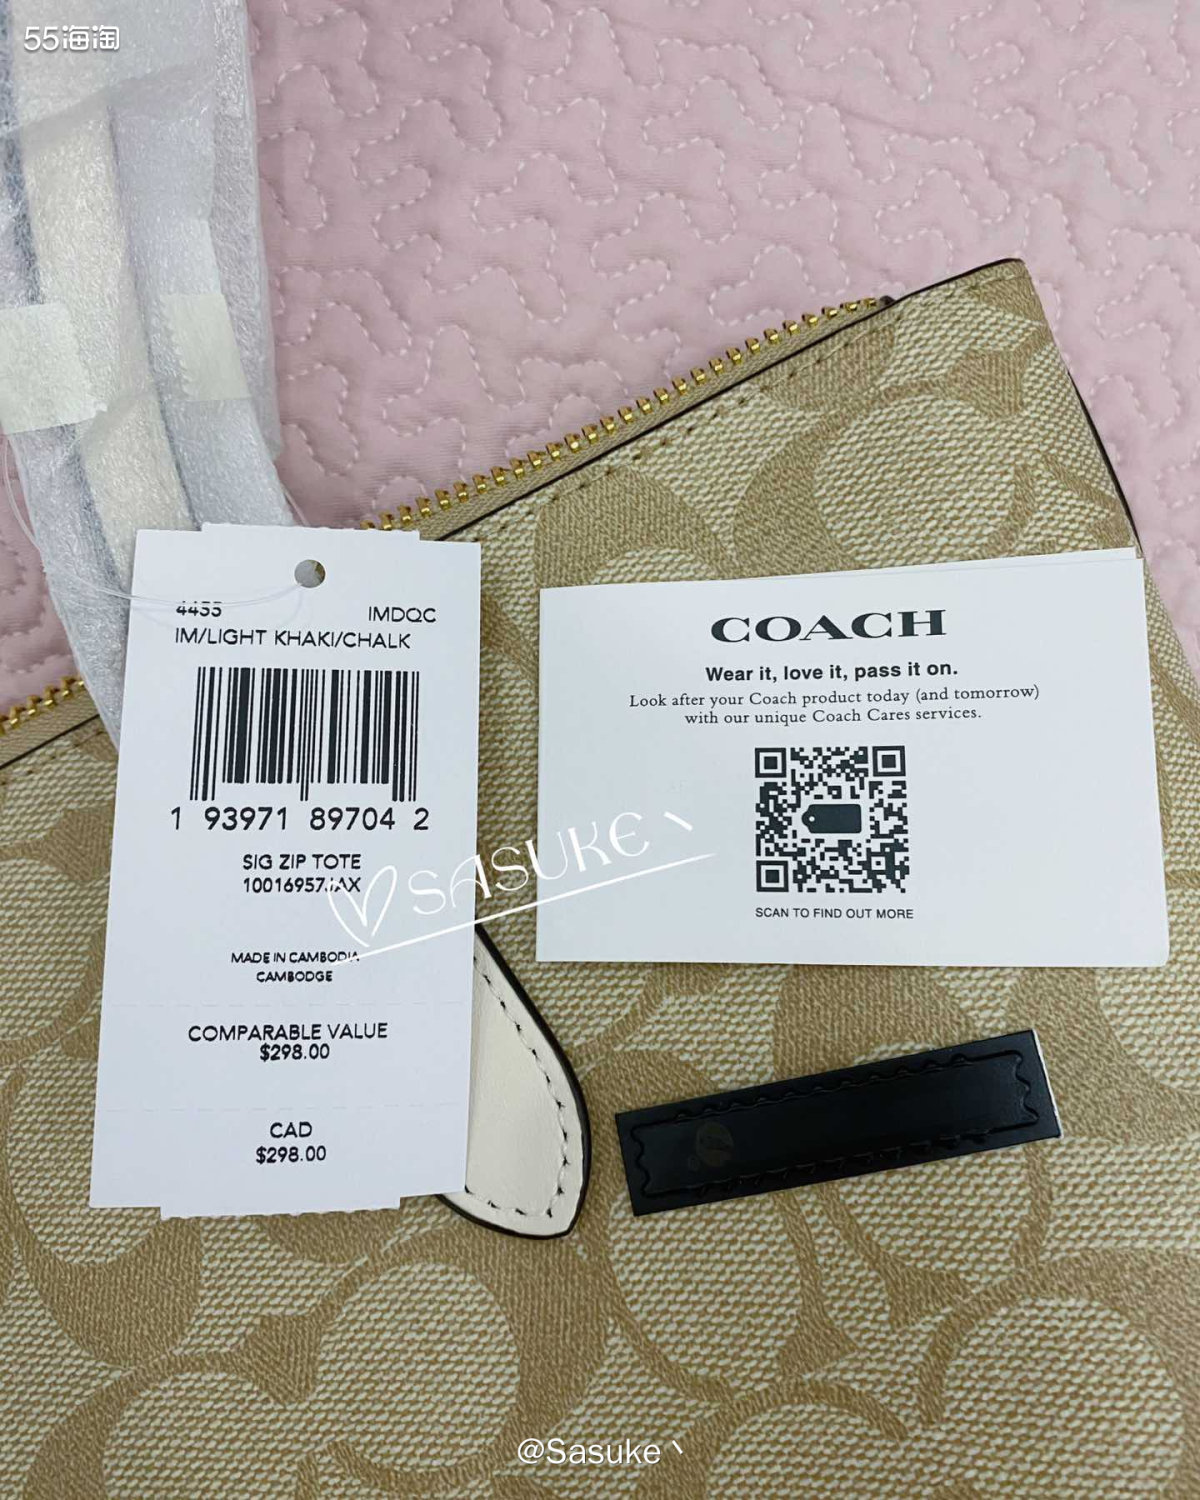 55海淘
4455 IMDQC
IM/LIGHT KHAKI/CHALK
1 93971 89704 2
SIG ZIP TOTE
10016957JAX
MADE IN CAMBODIA
CAMBODGE
COMPARABLE VALUE
$298.00
CAD
$298.00
COACH
Wear it, love it, pass it on.
Look after your Coach product today (and tomorrow)
with our unique Coach Cares services.
SCAN TO FIND OUT MORE
SASUKE丶
@Sasuke丶